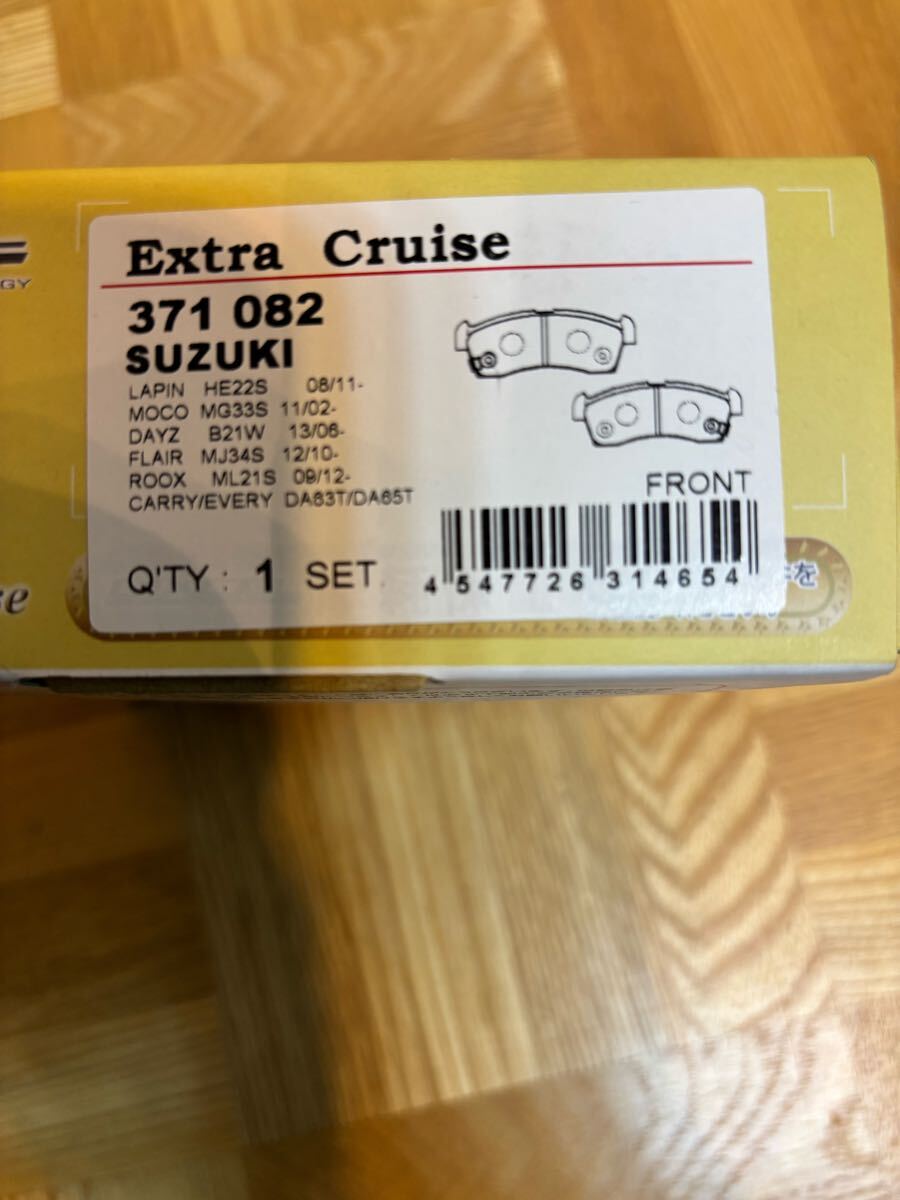 Extra Cruise
371 082
SUZUKI
LAPIN HE22S 08/11-
MOCO MG33S 11/02-
DAYZ B21W 13/06-
FLAIR MJ34S 12/10-
ROOX ML21S 09/12-
CARRY/EVERY DA63T/DA65T
FRONT
Q'TY : 1 SET
4 547726 314654
を